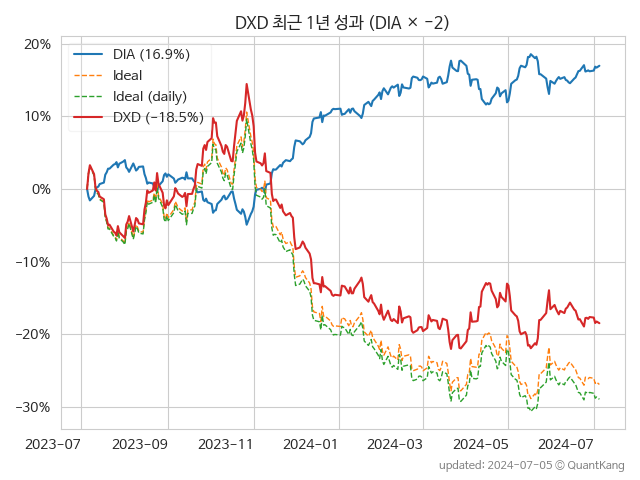 DXD 최근 1년 성과 (DIA × −2)
DIA (16.9%)
Ideal
Ideal (daily)
DXD (−18.5%)
20%
10%
0%
−10%
−20%
−30%
2023-07
2023-09
2023-11
2024-01
2024-03
2024-05
2024-07
updated: 2024-07-05 © QuantKang